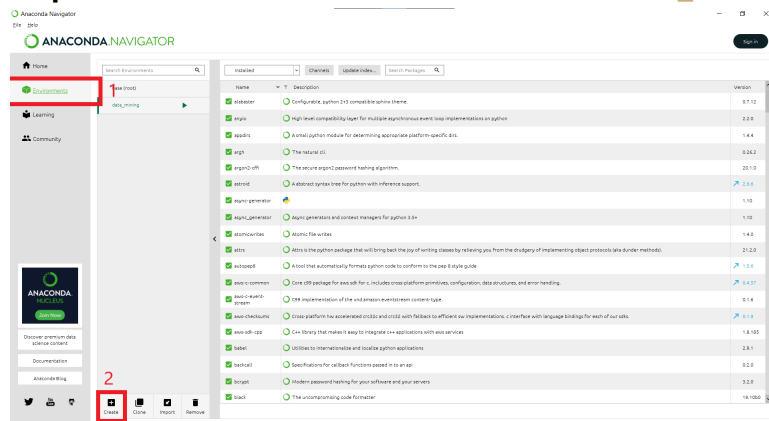 Anaconda Navigator
File Help
ANACONDA.NAVIGATOR
Sign in
Home
Environments
Learning
Community
1
Search Environments
base (root)
data_mining
Installed
Channels
Update index...
Search Packages
Name
Description
Version
alabaster Configurable, python 2+3 compatible sphinx theme. 0.7.12
anyio High level compatibility layer for multiple asynchronous event loop implementations on python 2.2.0
appdirs A small python module for determining appropriate platform-specific dirs. 1.4.4
argh The natural cli. 0.26.2
argon2-cffi The secure argon2 password hashing algorithm. 20.1.0
astroid A abstract syntax tree for python with inference support. 2.6.6
async-generator 1.10
async_generator Async generators and context managers for python 3.5+ 1.10
atomicwrites Atomic file writes 1.4.0
attrs Attrs is the python package that will bring back the joy of writing classes by relieving you from the drudgery of implementing object protocols (aka dunder methods). 21.2.0
autopep8 A tool that automatically formats python code to conform to the pep 8 style guide 1.5.6
aws-c-common Core c99 package for aws sdk for c. includes cross-platform primitives, configuration, data structures, and error handling. 0.4.57
aws-c-event-stream C99 implementation of the vnd.amazon.eventstream content-type. 0.1.6
aws-checksums Cross-platform hw accelerated crc32c and crc32 with fallback to efficient sw implementations. c interface with language bindings for each of our sdks. 0.1.9
aws-sdk-cpp C++ library that makes it easy to integrate c++ applications with aws services 1.8.185
babel Utilities to internationalize and localize python applications 2.9.1
backcall Specifications for callback functions passed in to an api 0.2.0
bcrypt Modern password hashing for your software and your servers 3.2.0
black The uncompromising code formatter 19.10b0
ANACONDA.
NUCLEUS
Join Now
Discover premium data
science content
Documentation
Anaconda Blog
2
Create
Clone
Import
Remove